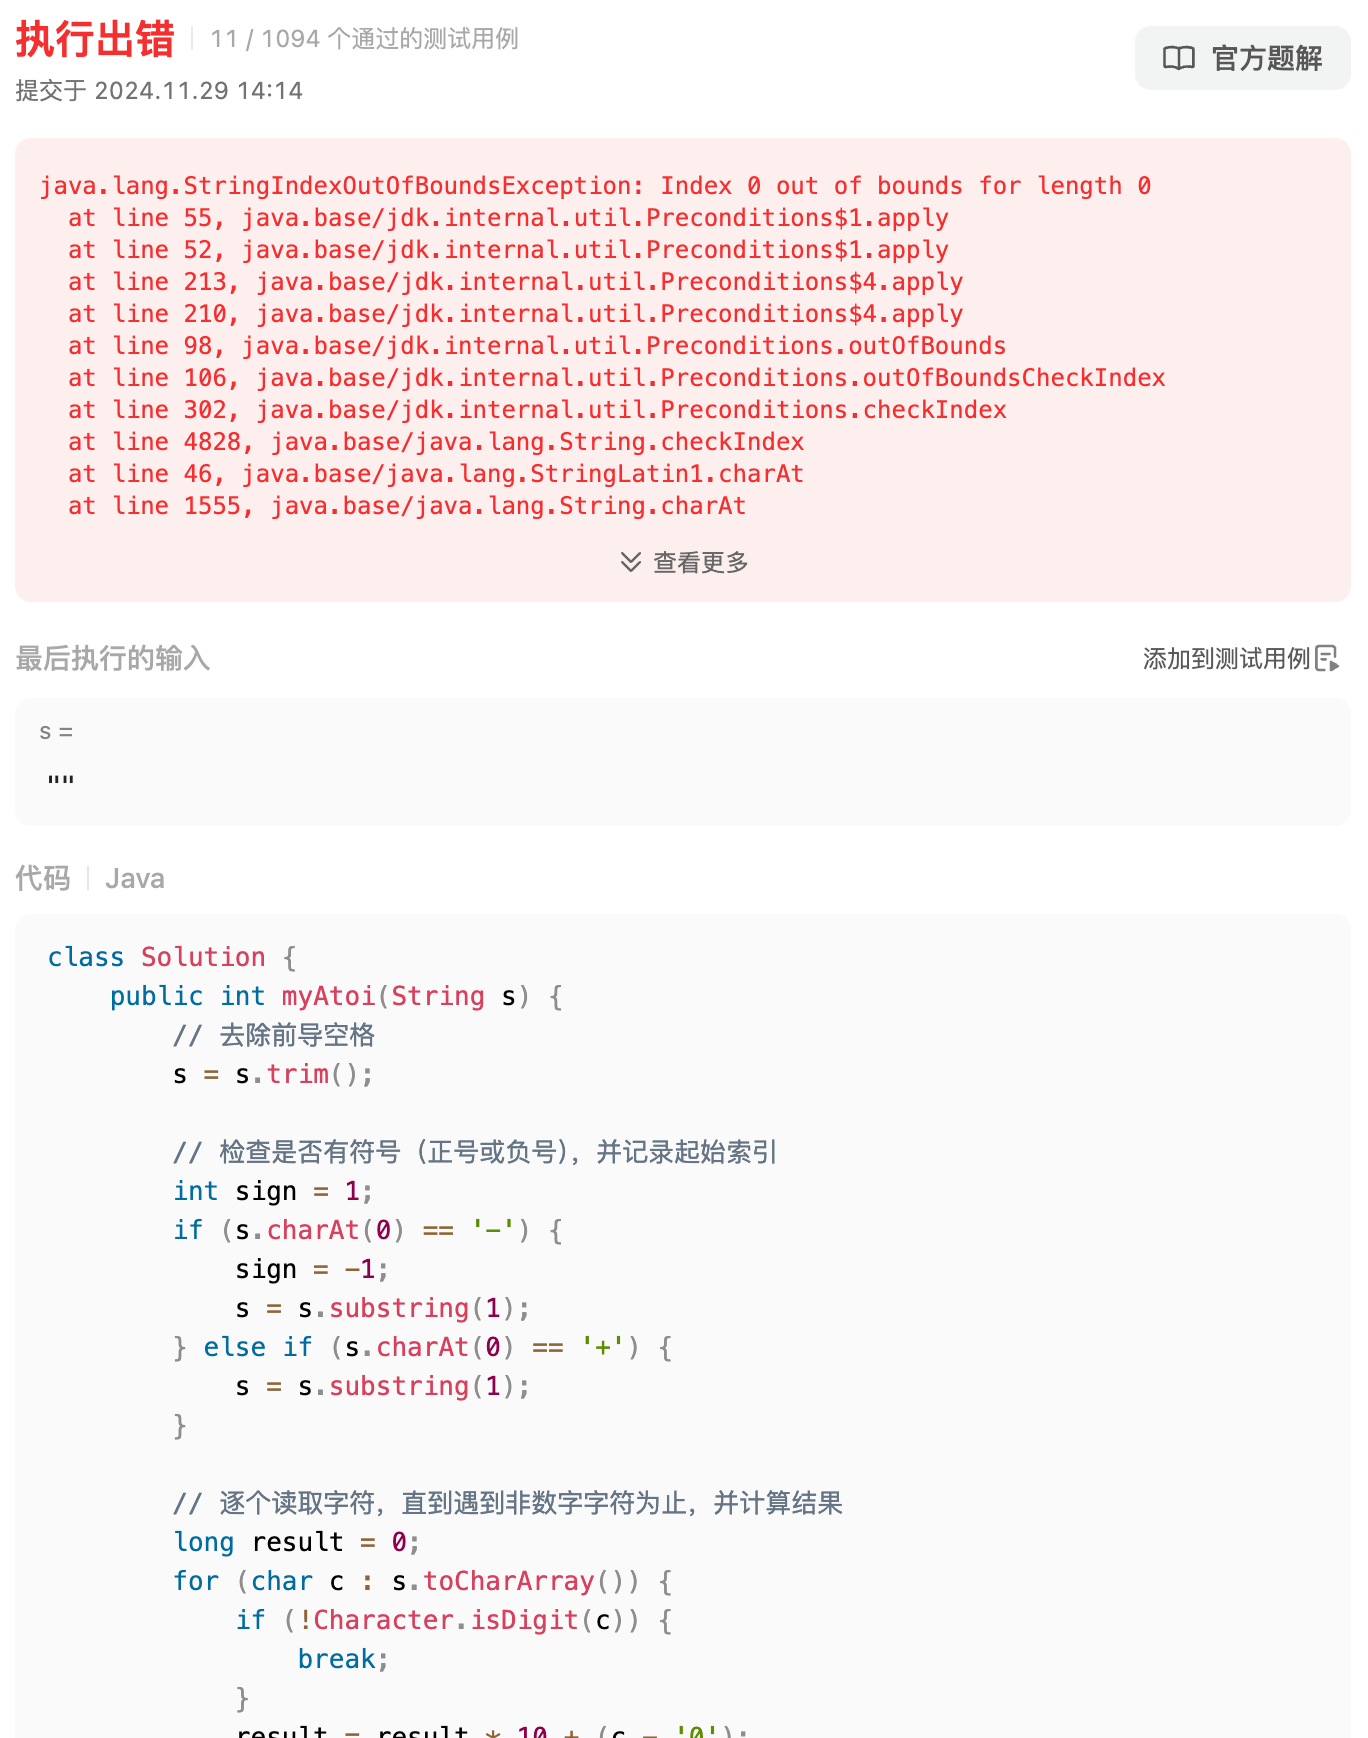 执行出错 11 / 1094 个通过的测试用例
官方题解
提交于 2024.11.29 14:14
java.lang.StringIndexOutOfBoundsException: Index 0 out of bounds for length 0
  at line 55, java.base/jdk.internal.util.Preconditions$1.apply
  at line 52, java.base/jdk.internal.util.Preconditions$1.apply
  at line 213, java.base/jdk.internal.util.Preconditions$4.apply
  at line 210, java.base/jdk.internal.util.Preconditions$4.apply
  at line 98, java.base/jdk.internal.util.Preconditions.outOfBounds
  at line 106, java.base/jdk.internal.util.Preconditions.outOfBoundsCheckIndex
  at line 302, java.base/jdk.internal.util.Preconditions.checkIndex
  at line 4828, java.base/java.lang.String.checkIndex
  at line 46, java.base/java.lang.StringLatin1.charAt
  at line 1555, java.base/java.lang.String.charAt
查看更多
最后执行的输入 添加到测试用例
s =
""
代码 Java
class Solution {
    public int myAtoi(String s) {
        // 去除前导空格
        s = s.trim();
        // 检查是否有符号（正号或负号），并记录起始索引
        int sign = 1;
        if (s.charAt(0) == '-') {
            sign = -1;
            s = s.substring(1);
        } else if (s.charAt(0) == '+') {
            s = s.substring(1);
        }
        // 逐个读取字符，直到遇到非数字字符为止，并计算结果
        long result = 0;
        for (char c : s.toCharArray()) {
            if (!Character.isDigit(c)) {
                break;
            }
            result = result * 10 + (c - '0');